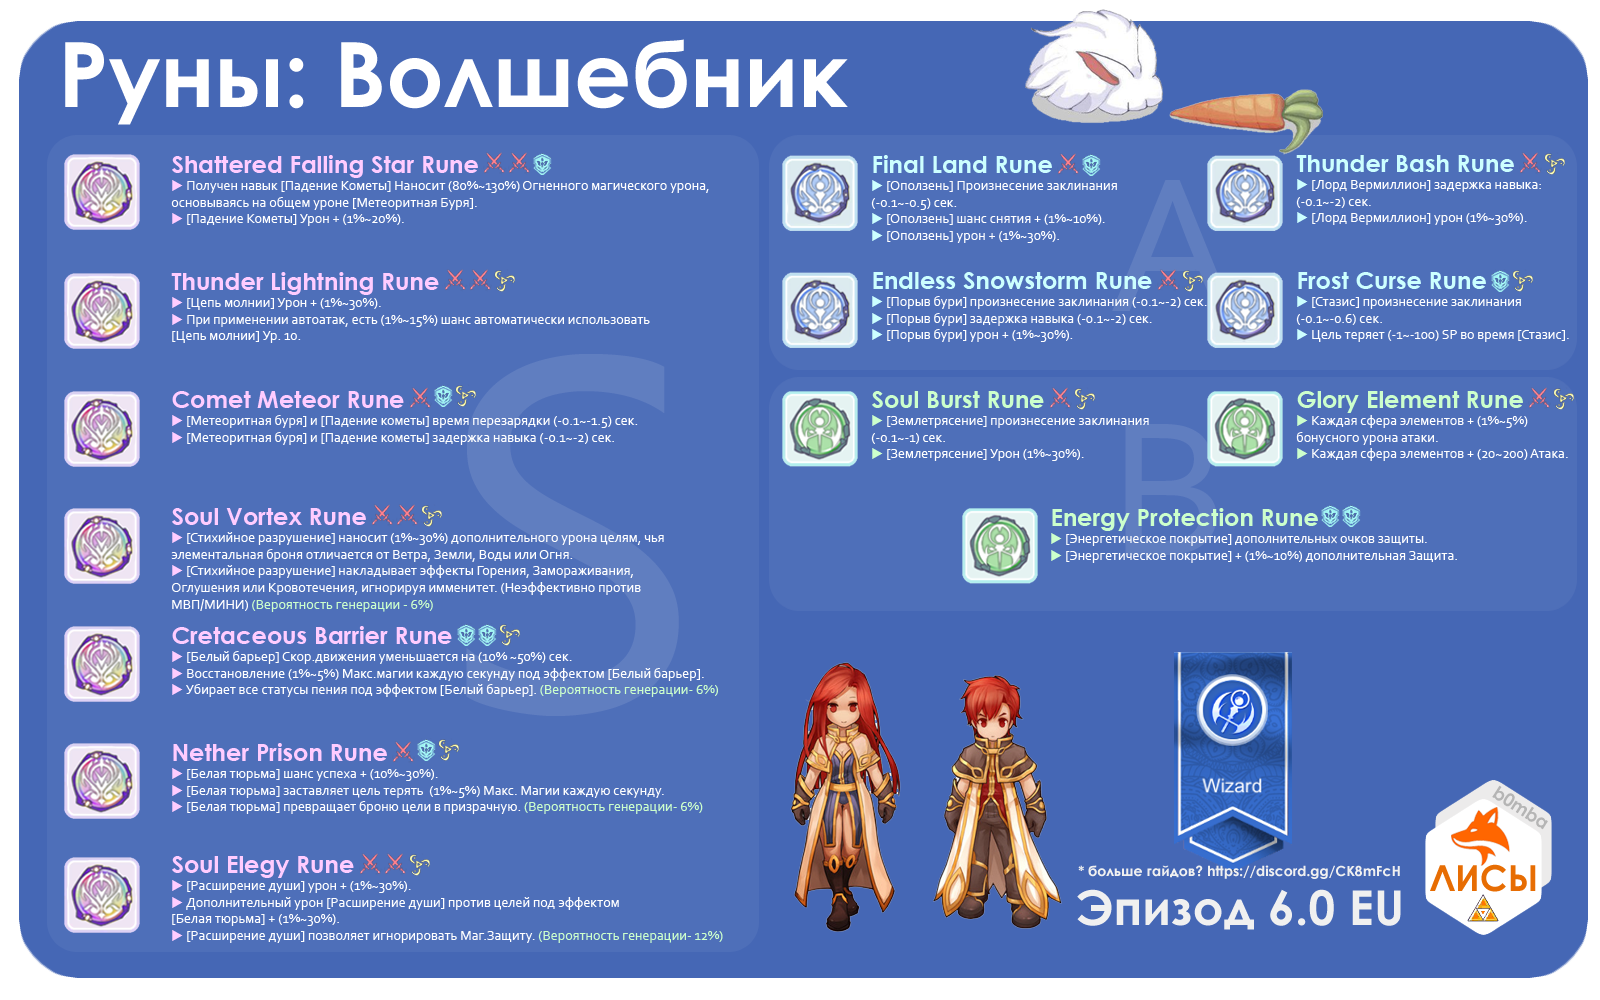 Руны: Волшебник
S
Shattered Falling Star Rune
▶ Получен навык [Падение Кометы] Наносит (80%~130%) Огненного магического урона,
основываясь на общем уроне [Метеоритная Буря].
▶ [Падение Кометы] Урон + (1%~20%).
Thunder Lightning Rune
▶ [Цепь молнии] Урон + (1%~30%).
▶ При применении автоатак, есть (1%~15%) шанс автоматически использовать
[Цепь молнии] Ур. 10.
Comet Meteor Rune
▶ [Метеоритная буря] и [Падение кометы] время перезарядки (-0.1~-1.5) сек.
▶ [Метеоритная буря] и [Падение кометы] задержка навыка (-0.1~-2) сек.
Soul Vortex Rune
▶ [Стихийное разрушение] наносит (1%~30%) дополнительного урона целям, чья
элементальная броня отличается от Ветра, Земли, Воды или Огня.
▶ [Стихийное разрушение] накладывает эффекты Горения, Замораживания,
Оглушения или Кровотечения, игнорируя имменитет. (Неэффективно против
МВП/МИНИ) (Вероятность генерации - 6%)
Cretaceous Barrier Rune
▶ [Белый барьер] Скор.движения уменьшается на (10% ~50%) сек.
▶ Восстановление (1%~5%) Макс.магии каждую секунду под эффектом [Белый барьер].
▶ Убирает все статусы пения под эффектом [Белый барьер]. (Вероятность генерации- 6%)
Nether Prison Rune
▶ [Белая тюрьма] шанс успеха + (10%~30%).
▶ [Белая тюрьма] заставляет цель терять (1%~5%) Макс. Магии каждую секунду.
▶ [Белая тюрьма] превращает броню цели в призрачную. (Вероятность генерации- 6%)
Soul Elegy Rune
▶ [Расширение души] урон + (1%~30%).
▶ Дополнительный урон [Расширение души] против целей под эффектом
[Белая тюрьма] + (1%~30%).
▶ [Расширение души] позволяет игнорировать Маг.Защиту. (Вероятность генерации- 12%)
A
Final Land Rune
▶ [Оползень] Произнесение заклинания
(-0.1~-0.5) сек.
▶ [Оползень] шанс снятия + (1%~10%).
▶ [Оползень] урон + (1%~30%).
Thunder Bash Rune
▶ [Лорд Вермиллион] задержка навыка:
(-0.1~-2) сек.
▶ [Лорд Вермиллион] урон (1%~30%).
Endless Snowstorm Rune
▶ [Порыв бури] произнесение заклинания (-0.1~-2) сек.
▶ [Порыв бури] задержка навыка (-0.1~-2) сек.
▶ [Порыв бури] урон + (1%~30%).
Frost Curse Rune
▶ [Стазис] произнесение заклинания
(-0.1~-0.6) сек.
▶ Цель теряет (-1~-100) SP во время [Стазис].
B
Soul Burst Rune
▶ [Землетрясение] произнесение заклинания
(-0.1~-1) сек.
▶ [Землетрясение] Урон (1%~30%).
Glory Element Rune
▶ Каждая сфера элементов + (1%~5%)
бонусного урона атаки.
▶ Каждая сфера элементов + (20~200) Атака.
Energy Protection Rune
▶ [Энергетическое покрытие] дополнительных очков защиты.
▶ [Энергетическое покрытие] + (1%~10%) дополнительная Защита.
Wizard
* больше гайдов? https://discord.gg/CK8mFcH
Эпизод 6.0 EU
b0mba
ЛИСЫ